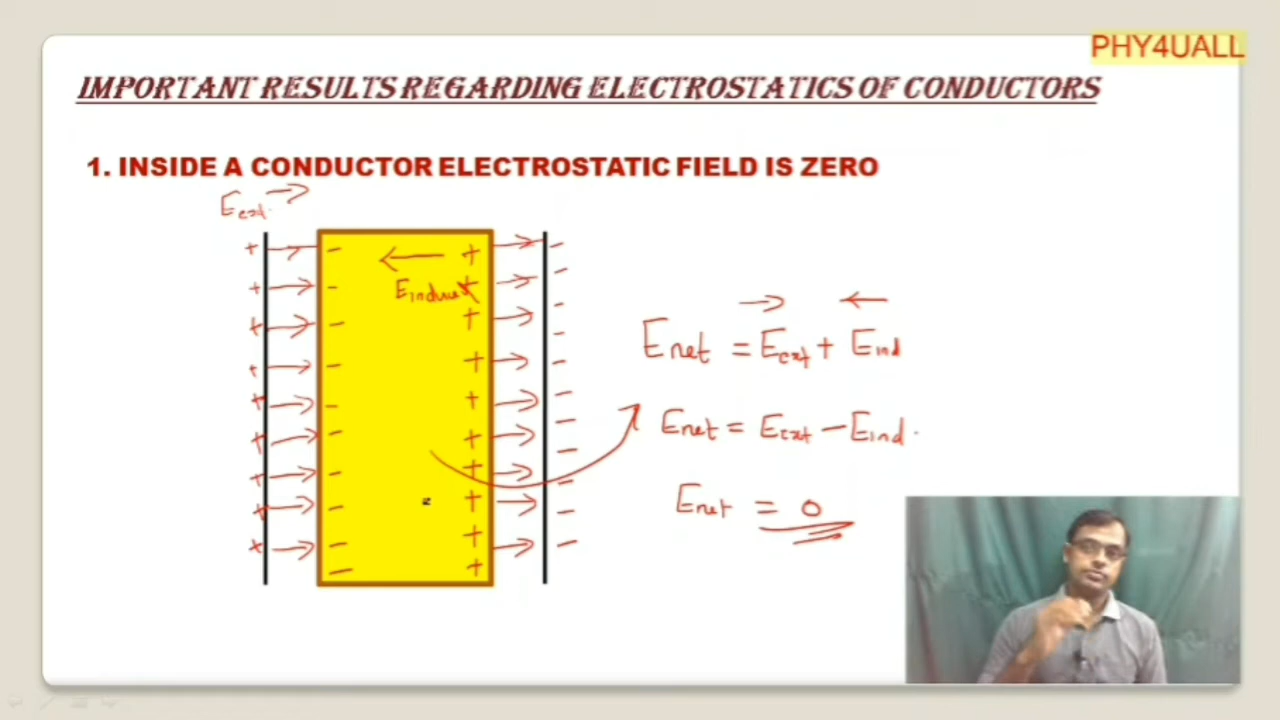 PHY4UALL
IMPORTANT RESULTS REGARDING ELECTROSTATICS OF CONDUCTORS
1. INSIDE A CONDUCTOR ELECTROSTATIC FIELD IS ZERO
Eext.
Enet = Eext + Eind
Enet = Eext − Eind.
Enet = 0